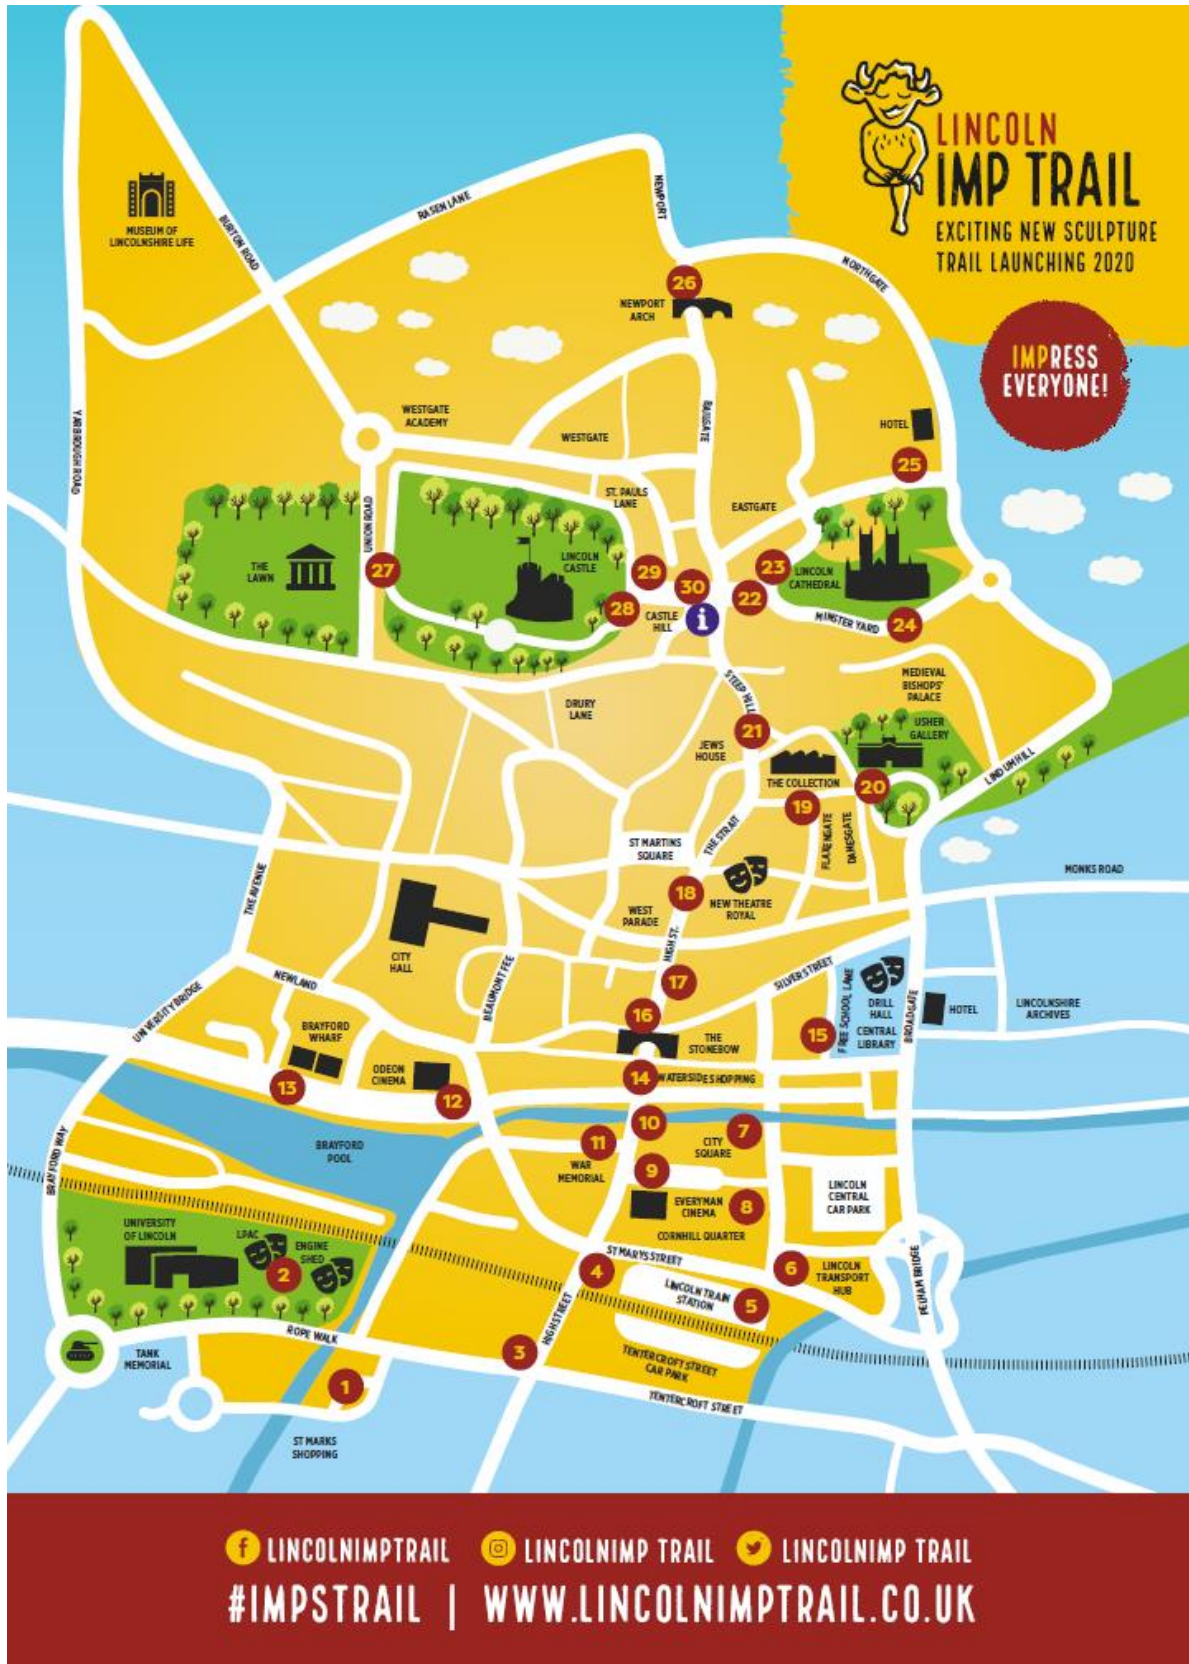 LINCOLN
IMP TRAIL
EXCITING NEW SCULPTURE
TRAIL LAUNCHING 2020
IMPRESS
EVERYONE!
MUSEUM OF
LINCOLNSHIRE LIFE
BURTON ROAD
RASEN LANE
NEWPORT
NORTHGATE
26
NEWPORT
ARCH
YARBROUGH ROAD
WESTGATE
ACADEMY
WESTGATE
BAILGATE
HOTEL
25
ST. PAULS
LANE
EASTGATE
UNION ROAD
THE
LAWN
27
LINCOLN
CASTLE
29
30
28
CASTLE
HILL
i
23
22
LINCOLN
CATHEDRAL
MINSTER YARD
24
MEDIEVAL
BISHOPS'
PALACE
STEEP HILL
DRURY
LANE
21
JEWS
HOUSE
USHER
GALLERY
THE COLLECTION
20
19
LINDUM HILL
FLAXENGATE
DANESGATE
ST MARTINS
SQUARE
THE STRAIT
MONKS ROAD
THE AVENUE
18
NEW THEATRE
ROYAL
WEST
PARADE
HIGH ST.
CITY
HALL
BEAUMONT FEE
NEWLAND
UNIVERSITY BRIDGE
17
SILVER STREET
FREE SCHOOL LANE
DRILL
HALL
CENTRAL
LIBRARY
BROADGATE
HOTEL
LINCOLNSHIRE
ARCHIVES
16
15
THE
STONEBOW
BRAYFORD
WHARF
ODEON
CINEMA
13
12
14
WATERSIDE SHOPPING
10
7
11
CITY
SQUARE
WAR
MEMORIAL
9
BRAYFORD
POOL
BRAYFORD WAY
EVERYMAN
CINEMA
8
CORNHILL QUARTER
LINCOLN
CENTRAL
CAR PARK
UNIVERSITY
OF LINCOLN
LPAC
ENGINE
SHED
2
ST MARYS STREET
4
6
LINCOLN
TRANSPORT
HUB
PELHAM BRIDGE
LINCOLN TRAIN
STATION
5
HIGH STREET
ROPE WALK
TANK
MEMORIAL
3
TENTERCROFT STREET
CAR PARK
1
TENTERCROFT STREET
ST MARKS
SHOPPING
LINCOLNIMPTRAIL
LINCOLNIMP TRAIL
LINCOLNIMP TRAIL
#IMPSTRAIL | WWW.LINCOLNIMPTRAIL.CO.UK